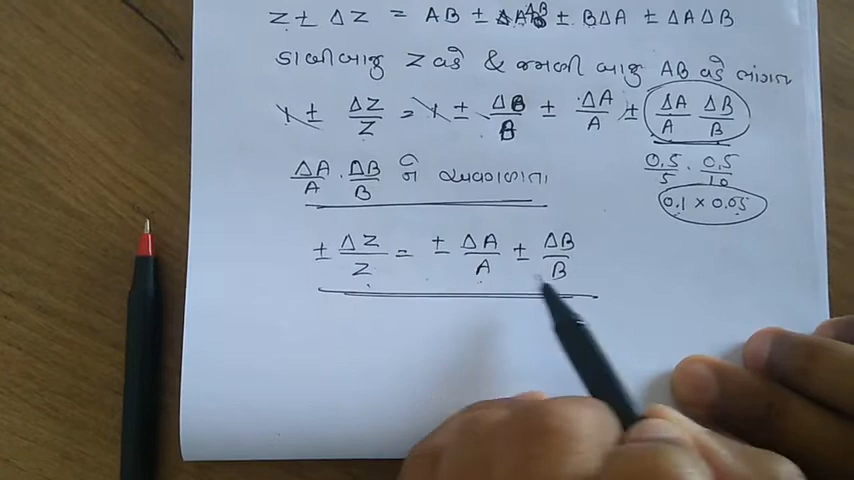 Z ± ΔZ = AB ± AΔB ± BΔA ± ΔAΔB
ડાબીબાજુ Z વડે & જમણી બાજુ AB વડે ભાગતા
1 ± ΔZ/Z = 1 ± ΔB/B ± ΔA/A ± ΔA/A ΔB/B
ΔA/A · ΔB/B ને અવગણતા
0.5/5 · 0.5/10
0.1 × 0.05
± ΔZ/Z = ± ΔA/A ± ΔB/B